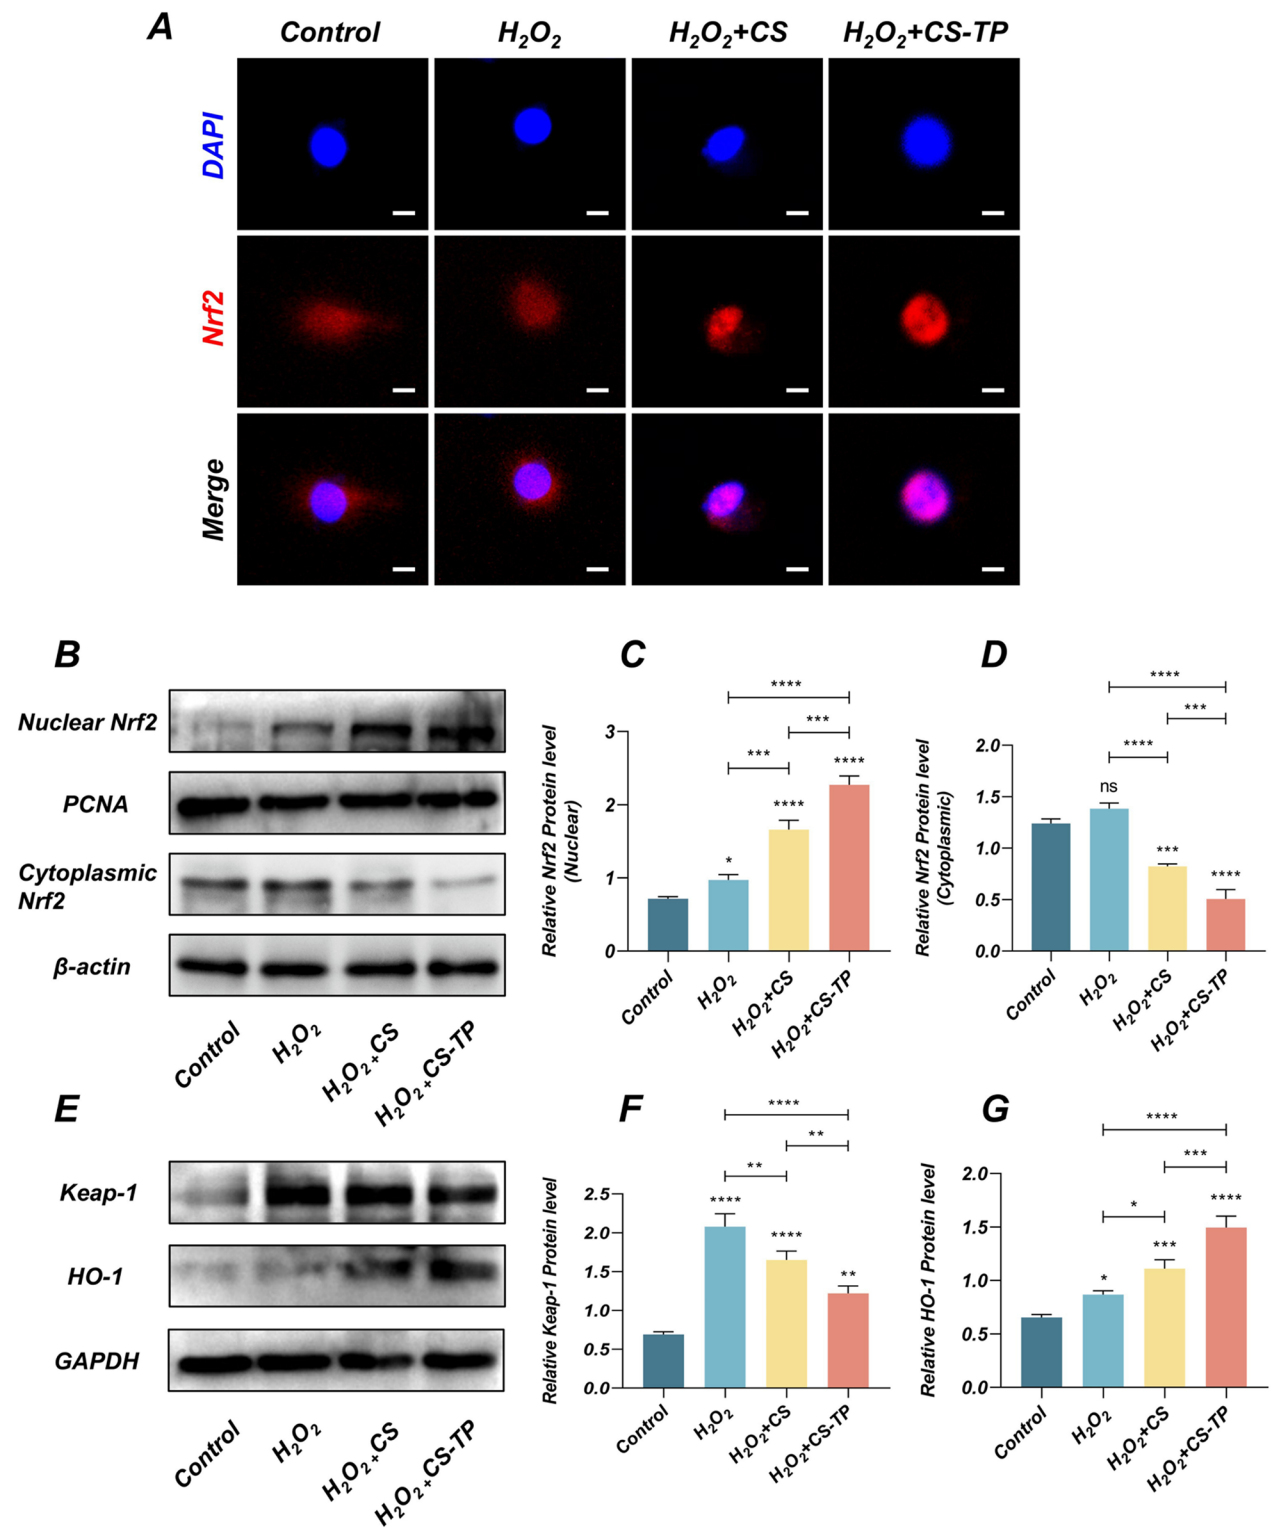 A
Control
H₂O₂
H₂O₂+CS
H₂O₂+CS-TP
DAPI
Nrf2
Merge
B
Nuclear Nrf2
PCNA
Cytoplasmic
Nrf2
β-actin
Control
H₂O₂
H₂O₂+CS
H₂O₂+CS-TP
C
Relative Nrf2 Protein level
(Nuclear)
3
2
1
0
*
****
****
***
***
****
Control
H₂O₂
H₂O₂+CS
H₂O₂+CS-TP
D
Relative Nrf2 Protein level
(Cytoplasmic)
2.0
1.5
1.0
0.5
0.0
ns
***
****
****
***
****
Control
H₂O₂
H₂O₂+CS
H₂O₂+CS-TP
E
Keap-1
HO-1
GAPDH
Control
H₂O₂
H₂O₂+CS
H₂O₂+CS-TP
F
Relative Keap-1 Protein level
2.5
2.0
1.5
1.0
0.5
0.0
****
****
**
**
**
****
Control
H₂O₂
H₂O₂+CS
H₂O₂+CS-TP
G
Relative HO-1 Protein level
2.0
1.5
1.0
0.5
0.0
*
***
****
*
***
****
Control
H₂O₂
H₂O₂+CS
H₂O₂+CS-TP